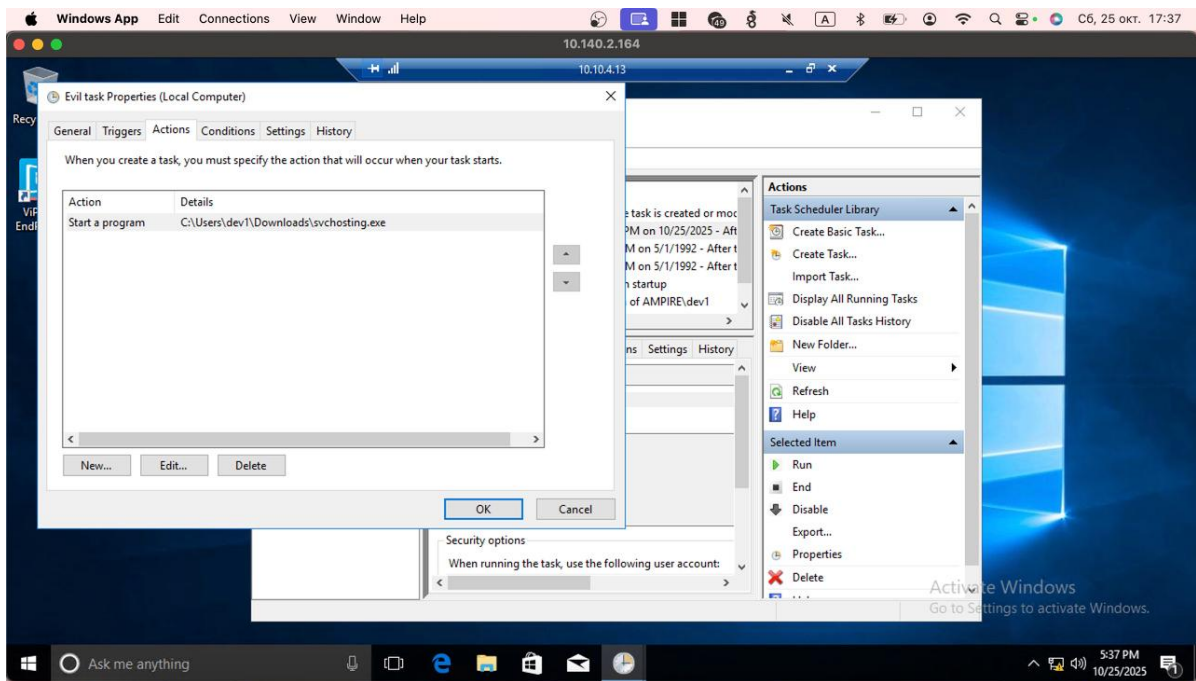 Windows App Edit Connections View Window Help A Сб, 25 окт. 17:37
10.140.2.164
10.10.4.13
Evil task Properties (Local Computer)
Recy
General Triggers Actions Conditions Settings History
When you create a task, you must specify the action that will occur when your task starts.
Action Details
Start a program C:\Users\dev1\Downloads\svchosting.exe
ViP
EndP
New... Edit... Delete
OK Cancel
e task is created or moc
PM on 10/25/2025 - Aft
M on 5/1/1992 - After t
M on 5/1/1992 - After t
n startup
of AMPIRE\dev1
ns Settings History
Security options
When running the task, use the following user account:
Actions
Task Scheduler Library
Create Basic Task...
Create Task...
Import Task...
Display All Running Tasks
Disable All Tasks History
New Folder...
View
Refresh
Help
Selected Item
Run
End
Disable
Export...
Properties
Delete
Activate Windows
Go to Settings to activate Windows.
Ask me anything
5:37 PM
10/25/2025